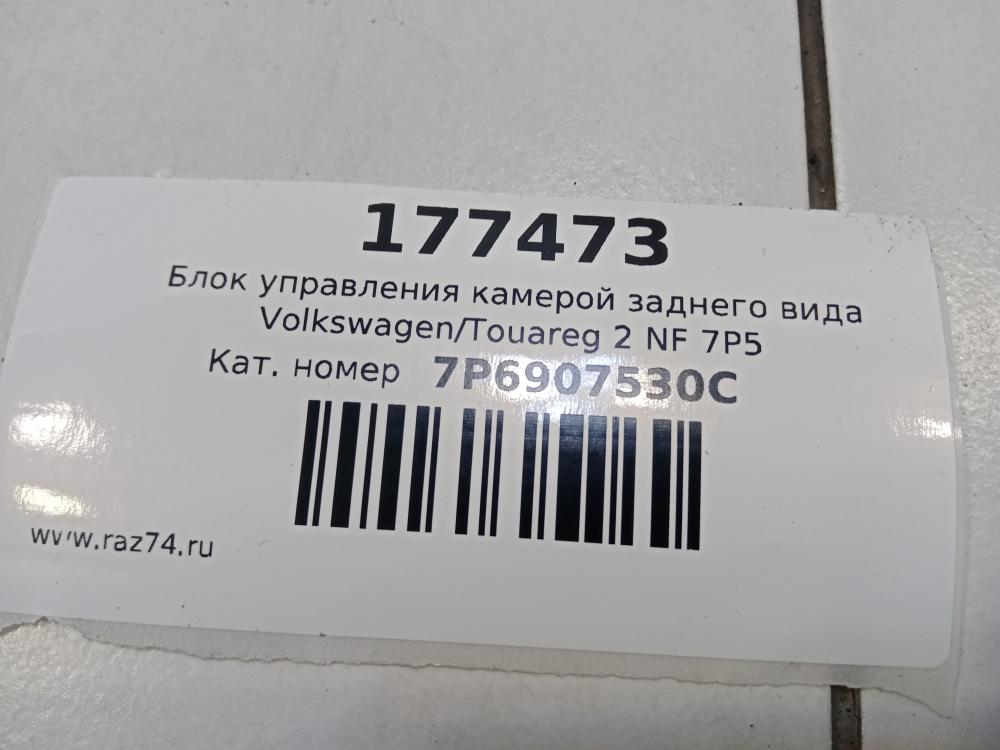 177473
Блок управления камерой заднего вида
Volkswagen/Touareg 2 NF 7P5
Кат. номер 7P6907530C
www.raz74.ru